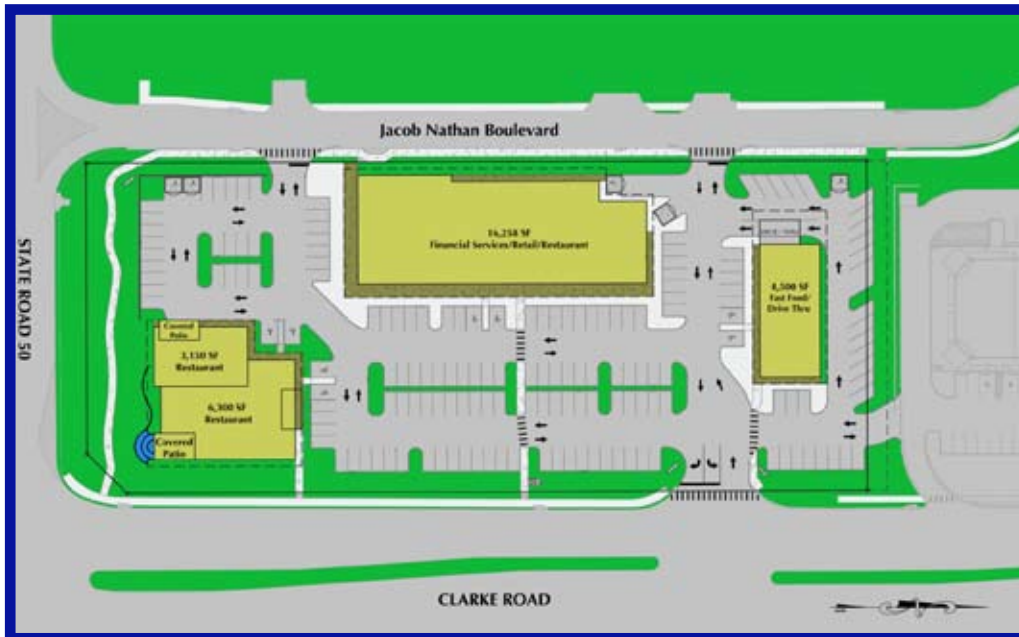 Jacob Nathan Boulevard
14,258 SF
Financial Services/Retail/Restaurant
4,500 SF
Fast Food/
Drive Thru
STATE ROAD 50
Covered
Patio
3,150 SF
Restaurant
6,300 SF
Restaurant
Covered
Patio
CLARKE ROAD